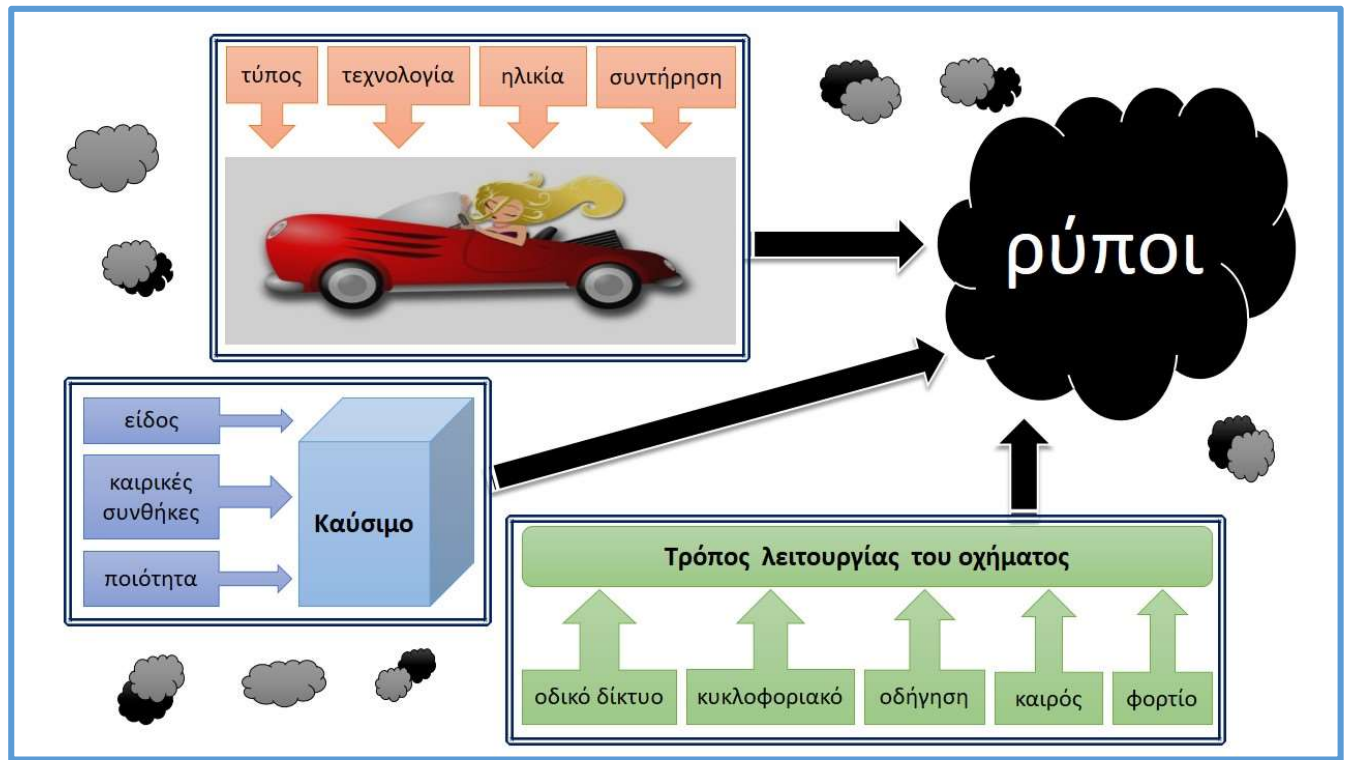 τύπος
τεχνολογία
ηλικία
συντήρηση
ρύποι
είδος
καιρικές
συνθήκες
ποιότητα
Καύσιμο
Τρόπος λειτουργίας του οχήματος
οδικό δίκτυο
κυκλοφοριακό
οδήγηση
καιρός
φορτίο